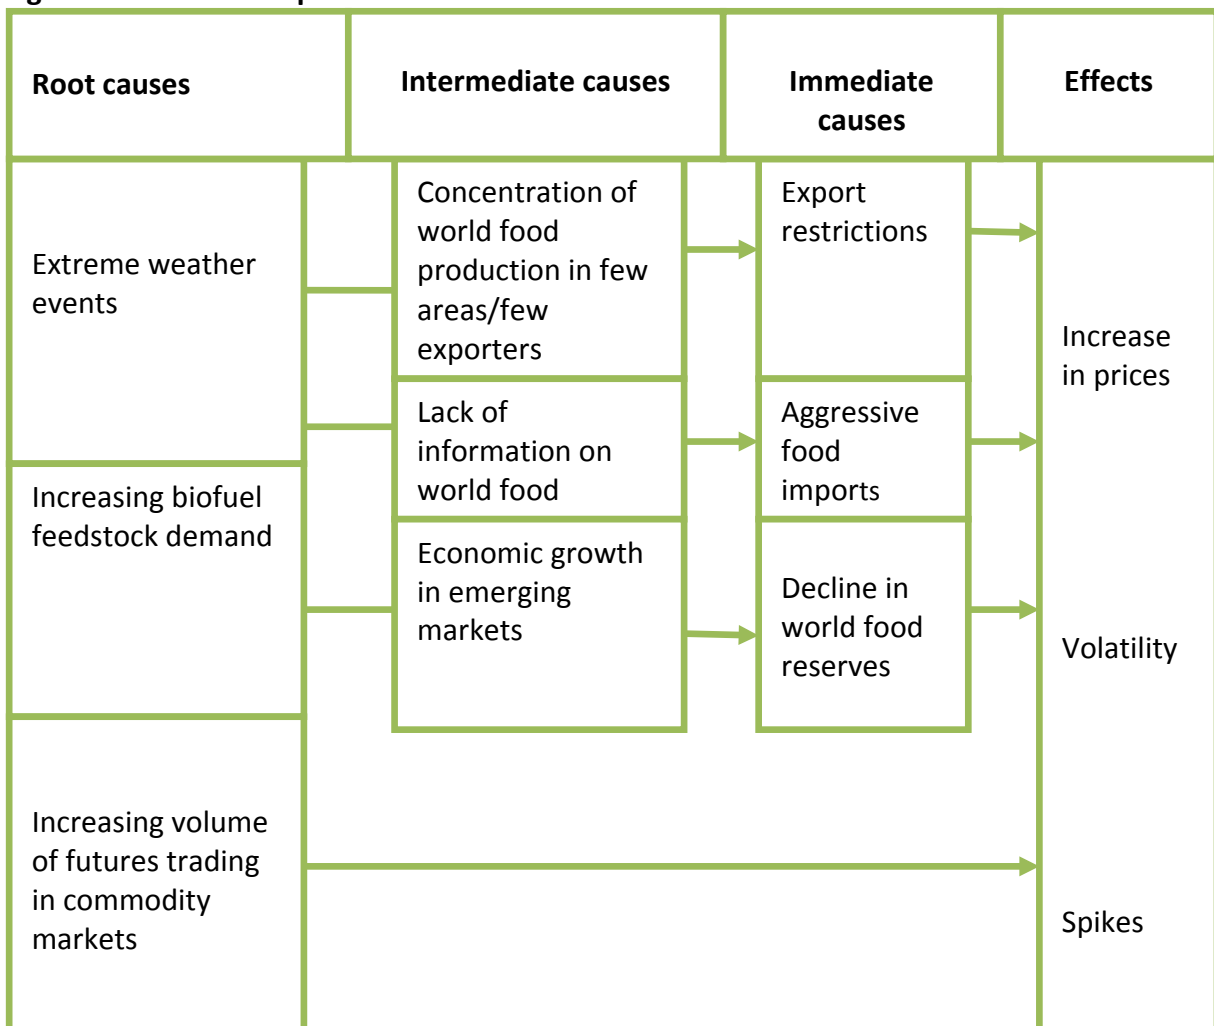 Root causes
Intermediate causes
Immediate
causes
Effects
Extreme weather
events
Increasing biofuel
feedstock demand
Increasing volume
of futures trading
in commodity
markets
Concentration of
world food
production in few
areas/few
exporters
Lack of
information on
world food
Economic growth
in emerging
markets
Export
restrictions
Aggressive
food
imports
Decline in
world food
reserves
Increase
in prices
Volatility
Spikes